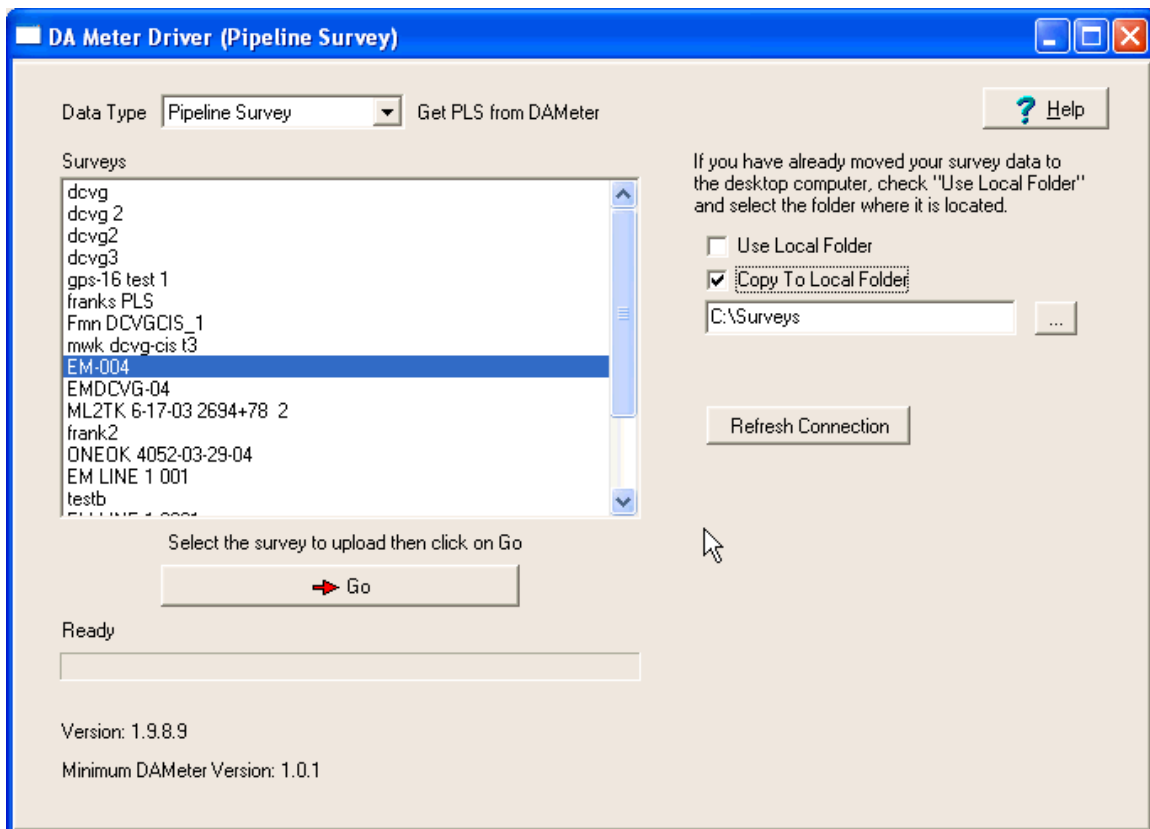 DA Meter Driver (Pipeline Survey)
Data Type Pipeline Survey Get PLS from DAMeter
? Help
Surveys
dcvg
dcvg 2
dcvg2
dcvg3
gps-16 test 1
franks PLS
Fmn DCVGCIS_1
mwk dcvg-cis t3
EM-004
EMDCVG-04
ML2TK 6-17-03 2694+78  2
frank2
ONEOK 4052-03-29-04
EM LINE 1 001
testb
If you have already moved your survey data to
the desktop computer, check "Use Local Folder"
and select the folder where it is located.
Use Local Folder
Copy To Local Folder
C:\Surveys
...
Refresh Connection
Select the survey to upload then click on Go
Go
Ready
Version: 1.9.8.9
Minimum DAMeter Version: 1.0.1